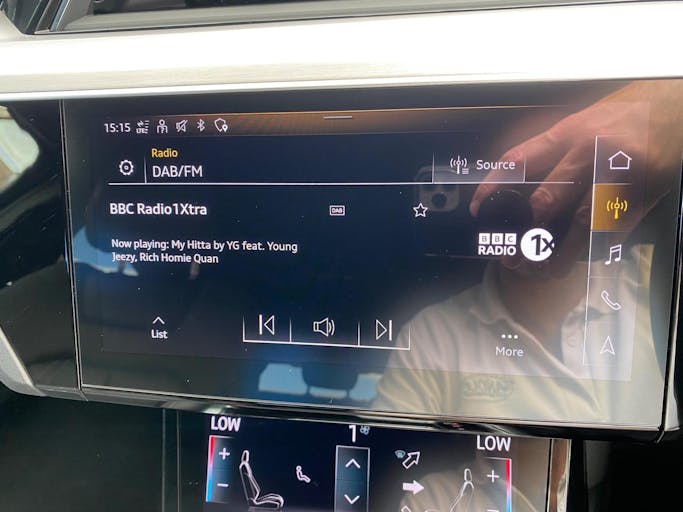 15:15
Radio
DAB/FM
Source
BBC Radio1Xtra
DAB
BBC
RADIO 1X
Now playing: My Hitta by YG feat. Young
Jeezy, Rich Homie Quan
List
More
LOW
1
LOW